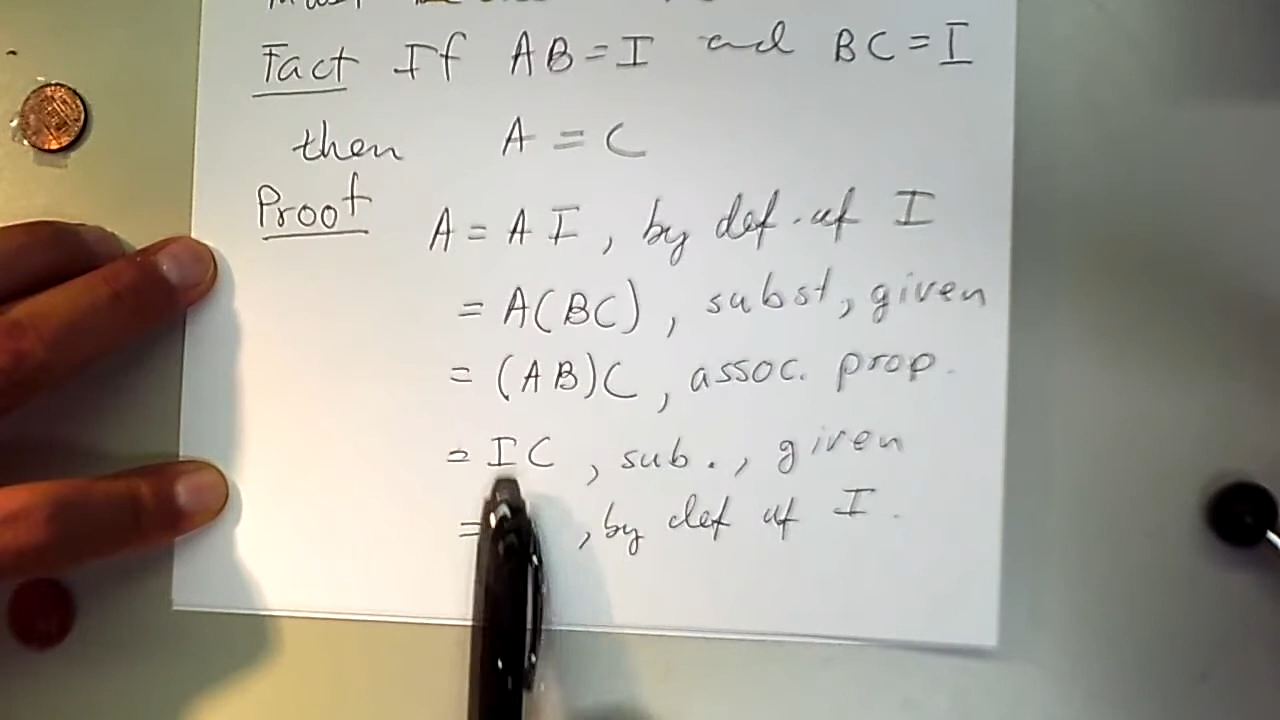 Fact If AB=I and BC=I
then A = C
Proof A = AI, by def. of I
= A(BC), subst, given
= (AB)C, assoc. prop.
= IC, sub., given
= , by def of I.